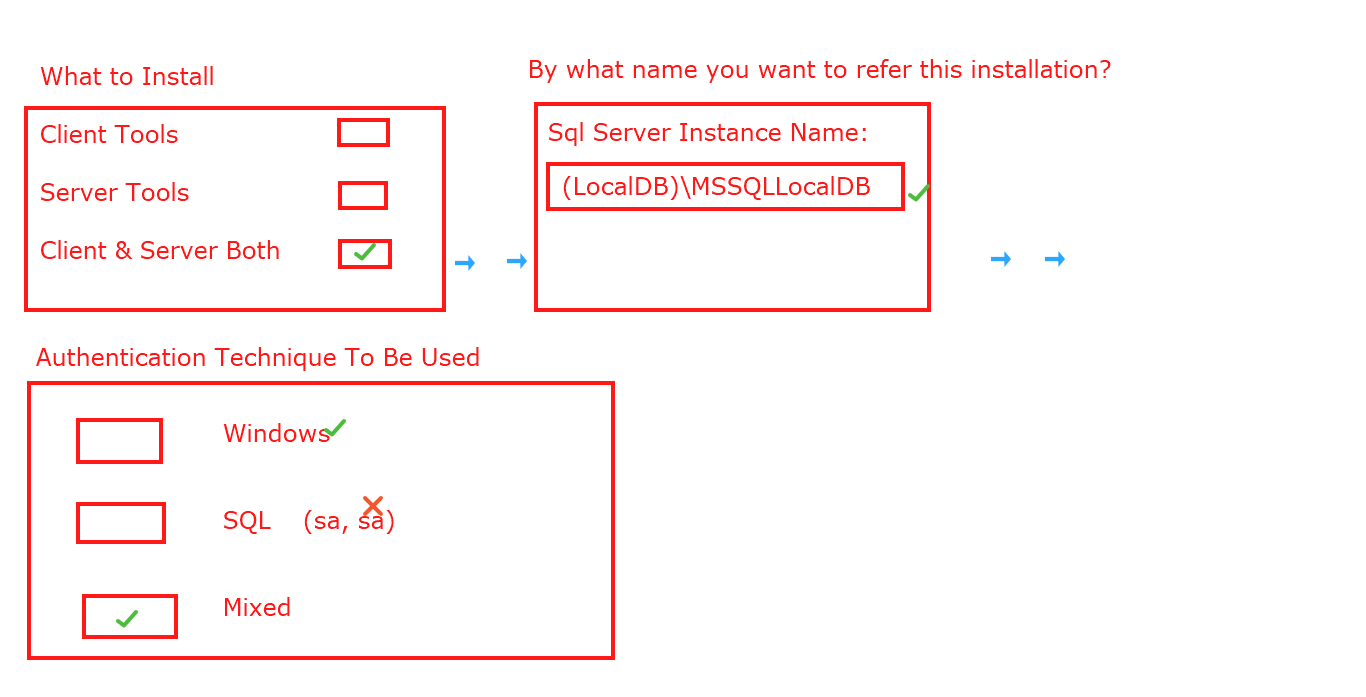 What to Install
Client Tools
Server Tools
Client & Server Both
By what name you want to refer this installation?
Sql Server Instance Name:
(LocalDB)\MSSQLLocalDB
Authentication Technique To Be Used
Windows
SQL (sa, sa)
Mixed